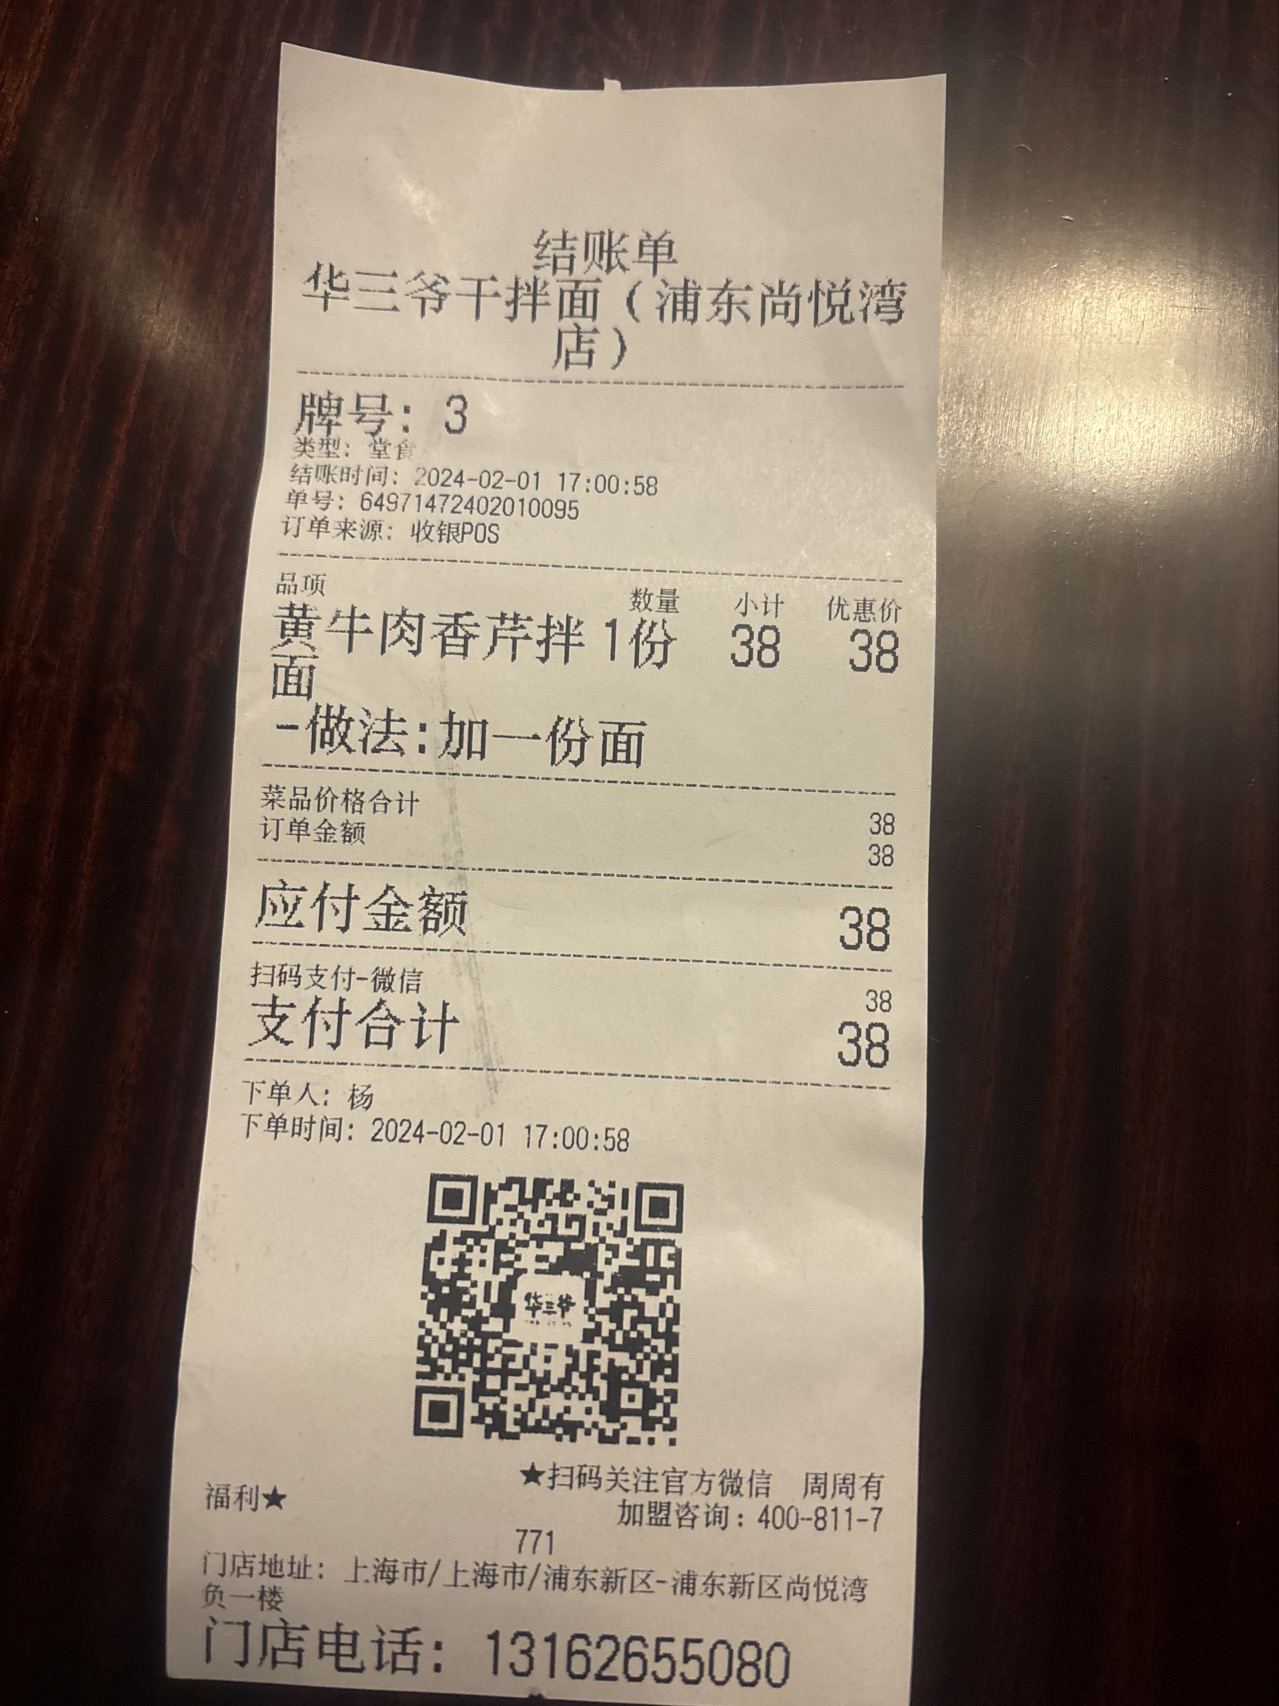 结账单
华三爷干拌面（浦东尚悦湾
店）
牌号：3
类型：堂食
结账时间：2024-02-01 17:00:58
单号：64971472402010095
订单来源：收银POS
品项 数量 小计 优惠价
黄牛肉香芹拌 1份 38 38
面
-做法:加一份面
菜品价格合计 38
订单金额 38
应付金额 38
扫码支付-微信 38
支付合计 38
下单人：杨
下单时间：2024-02-01 17:00:58
华三爷
★扫码关注官方微信 周周有
福利★
加盟咨询：400-811-7
771
门店地址：上海市/上海市/浦东新区-浦东新区尚悦湾
负一楼
门店电话：13162655080